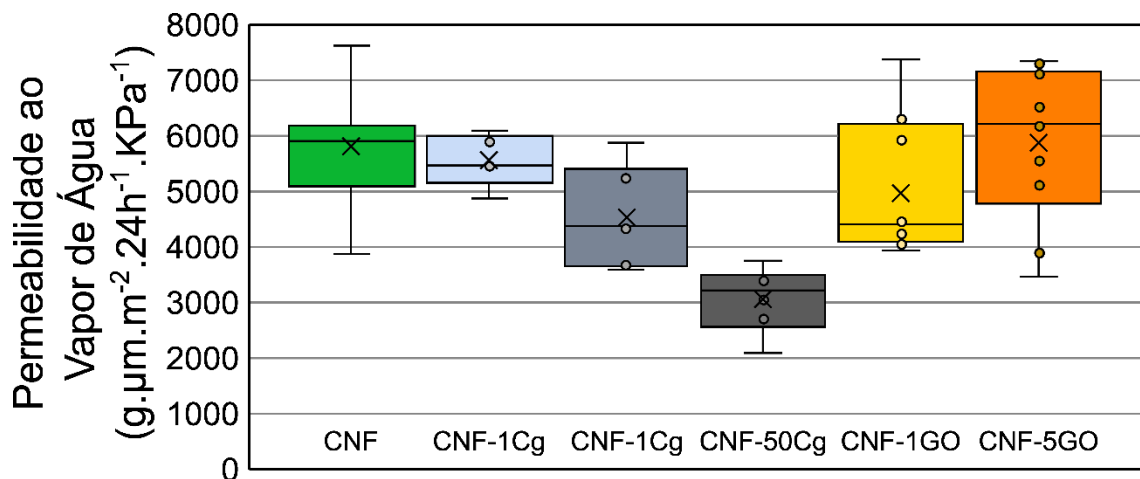 Permeabilidade ao
Vapor de Água
(g.µm.m⁻².24h⁻¹.KPa⁻¹)
8000
7000
6000
5000
4000
3000
2000
1000
0
CNF CNF-1Cg CNF-1Cg CNF-50Cg CNF-1GO CNF-5GO